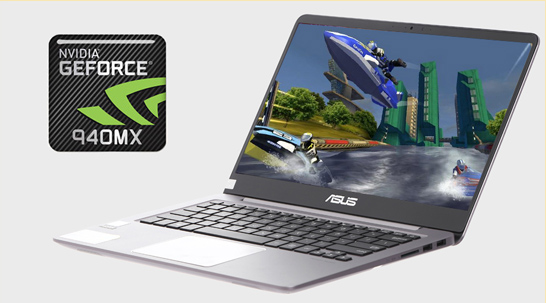 NVIDIA
GEFORCE
940MX
ASUS